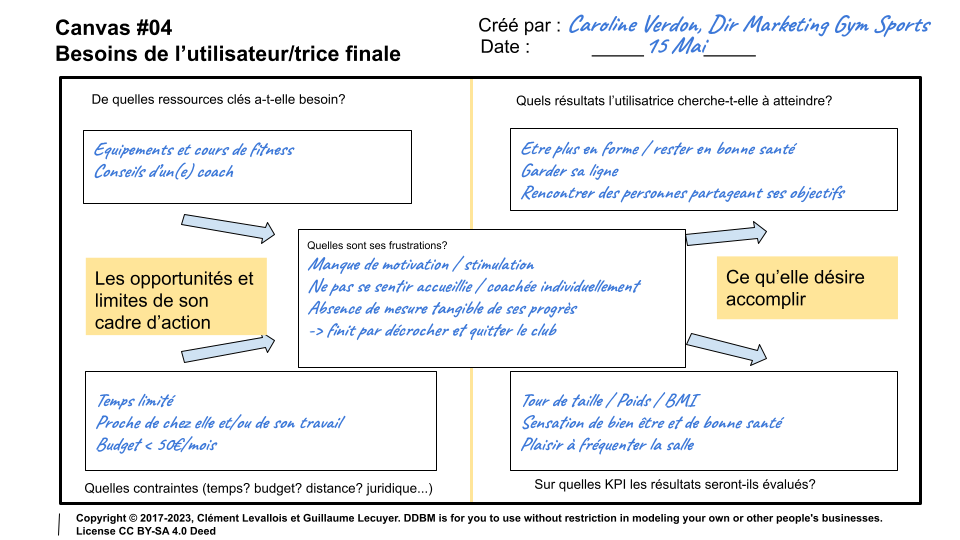 Canvas #04
Besoins de l'utilisateur/trice finale
Créé par : Caroline Verdon, Dir Marketing Gym Sports
Date : _____ 15 Mai_____
De quelles ressources clés a-t-elle besoin?
Equipements et cours de fitness
Conseils d'un(e) coach
Quels résultats l'utilisatrice cherche-t-elle à atteindre?
Etre plus en forme / rester en bonne santé
Garder sa ligne
Rencontrer des personnes partageant ses objectifs
Les opportunités et
limites de son
cadre d'action
Quelles sont ses frustrations?
Manque de motivation / stimulation
Ne pas se sentir accueillie / coachée individuellement
Absence de mesure tangible de ses progrès
-> finit par décrocher et quitter le club
Ce qu'elle désire
accomplir
Temps limité
Proche de chez elle et/ou de son travail
Budget < 50€/mois
Quelles contraintes (temps? budget? distance? juridique...)
Tour de taille / Poids / BMI
Sensation de bien être et de bonne santé
Plaisir à fréquenter la salle
Sur quelles KPI les résultats seront-ils évalués?
Copyright © 2017-2023, Clément Levallois et Guillaume Lecuyer. DDBM is for you to use without restriction in modeling your own or other people's businesses.
License CC BY-SA 4.0 Deed